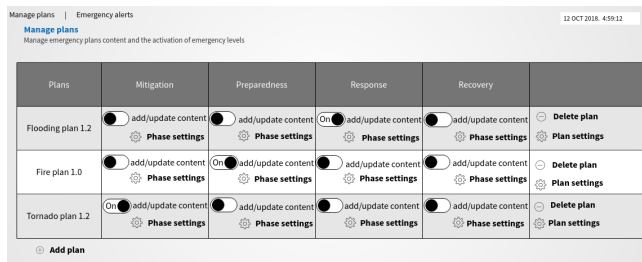 Manage plans | Emergency alerts
12 OCT 2018. 4:59:12
Manage plans
Manage emergency plans content and the activation of emergency levels
Plans Mitigation Preparedness Response Recovery
add/update content add/update content On add/update content add/update content Delete plan
Flooding plan 1.2
Phase settings Phase settings Phase settings Phase settings Plan settings
add/update content On add/update content add/update content add/update content Delete plan
Fire plan 1.0
Phase settings Phase settings Phase settings Phase settings Plan settings
On add/update content add/update content add/update content add/update content Delete plan
Tornado plan 1.2
Phase settings Phase settings Phase settings Phase settings Plan settings
Add plan